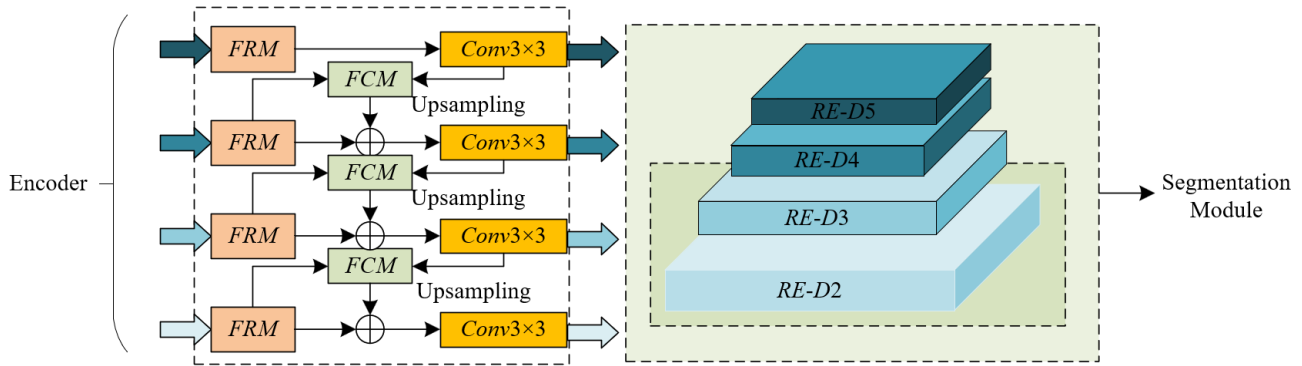 Encoder
FRM
Conv3×3
FCM
Upsampling
FRM
Conv3×3
FCM
Upsampling
FRM
Conv3×3
FCM
Upsampling
FRM
Conv3×3
RE-D5
RE-D4
RE-D3
RE-D2
Segmentation
Module